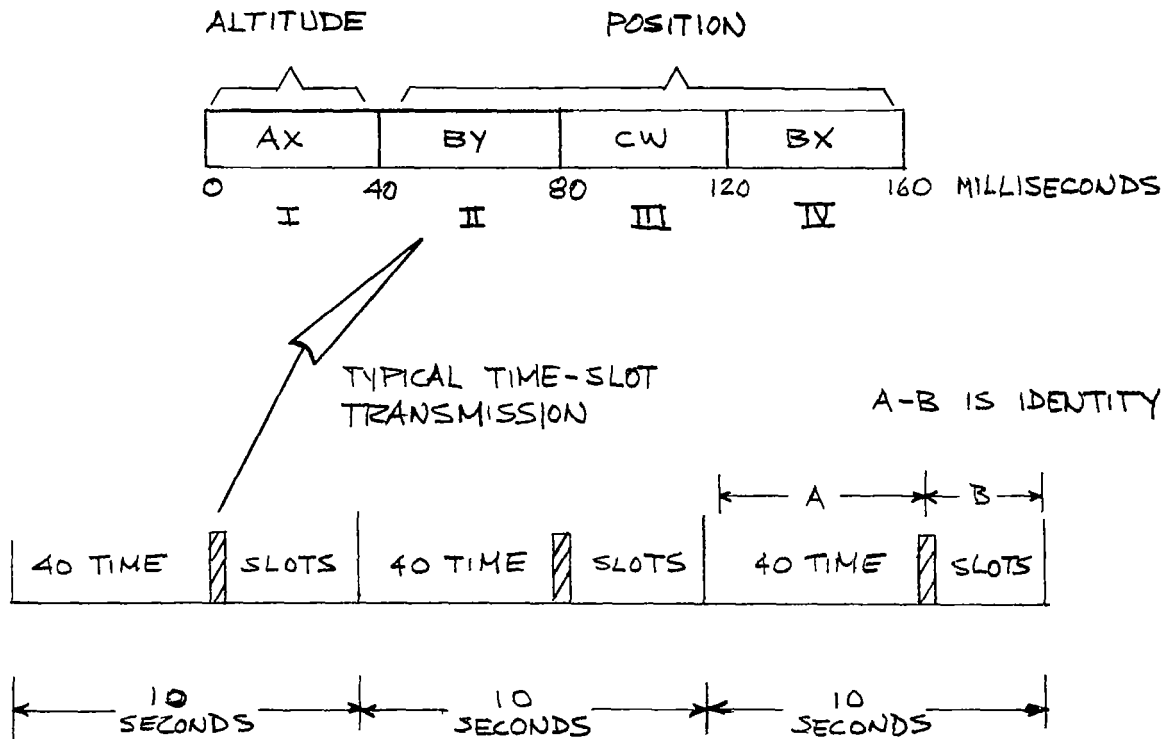 ALTITUDE POSITION
AX BY CW BX
0 40 80 120 160 MILLISECONDS
I II III IV
TYPICAL TIME-SLOT
TRANSMISSION
A-B IS IDENTITY
A B
40 TIME SLOTS 40 TIME SLOTS 40 TIME SLOTS
10 10 10
SECONDS SECONDS SECONDS